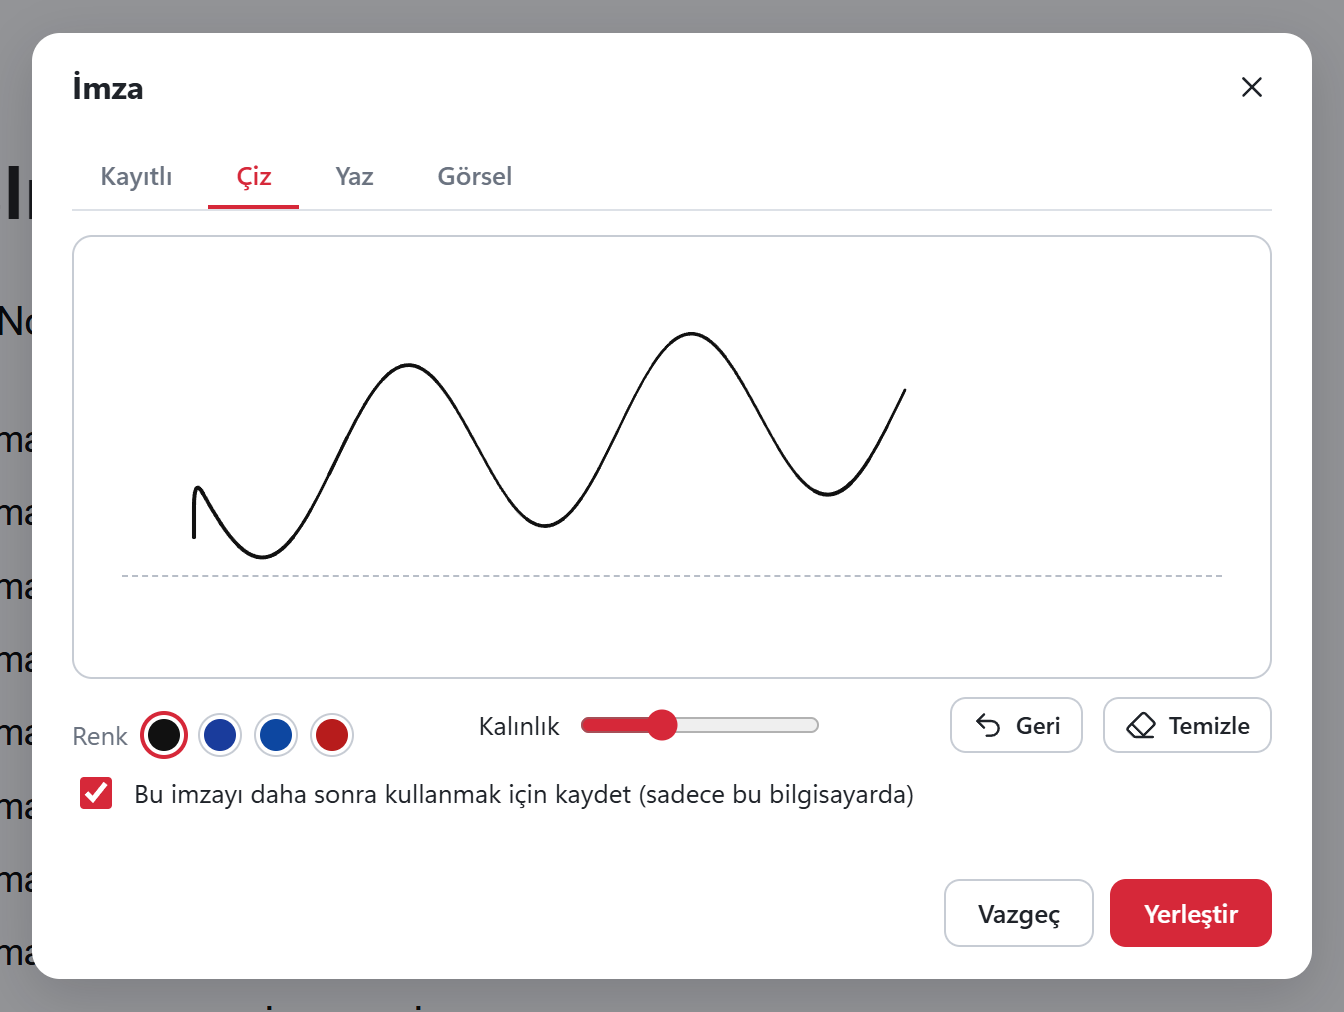 İmza
Kayıtlı Çiz Yaz Görsel
Renk Kalınlık Geri Temizle
Bu imzayı daha sonra kullanmak için kaydet (sadece bu bilgisayarda)
Vazgeç Yerleştir